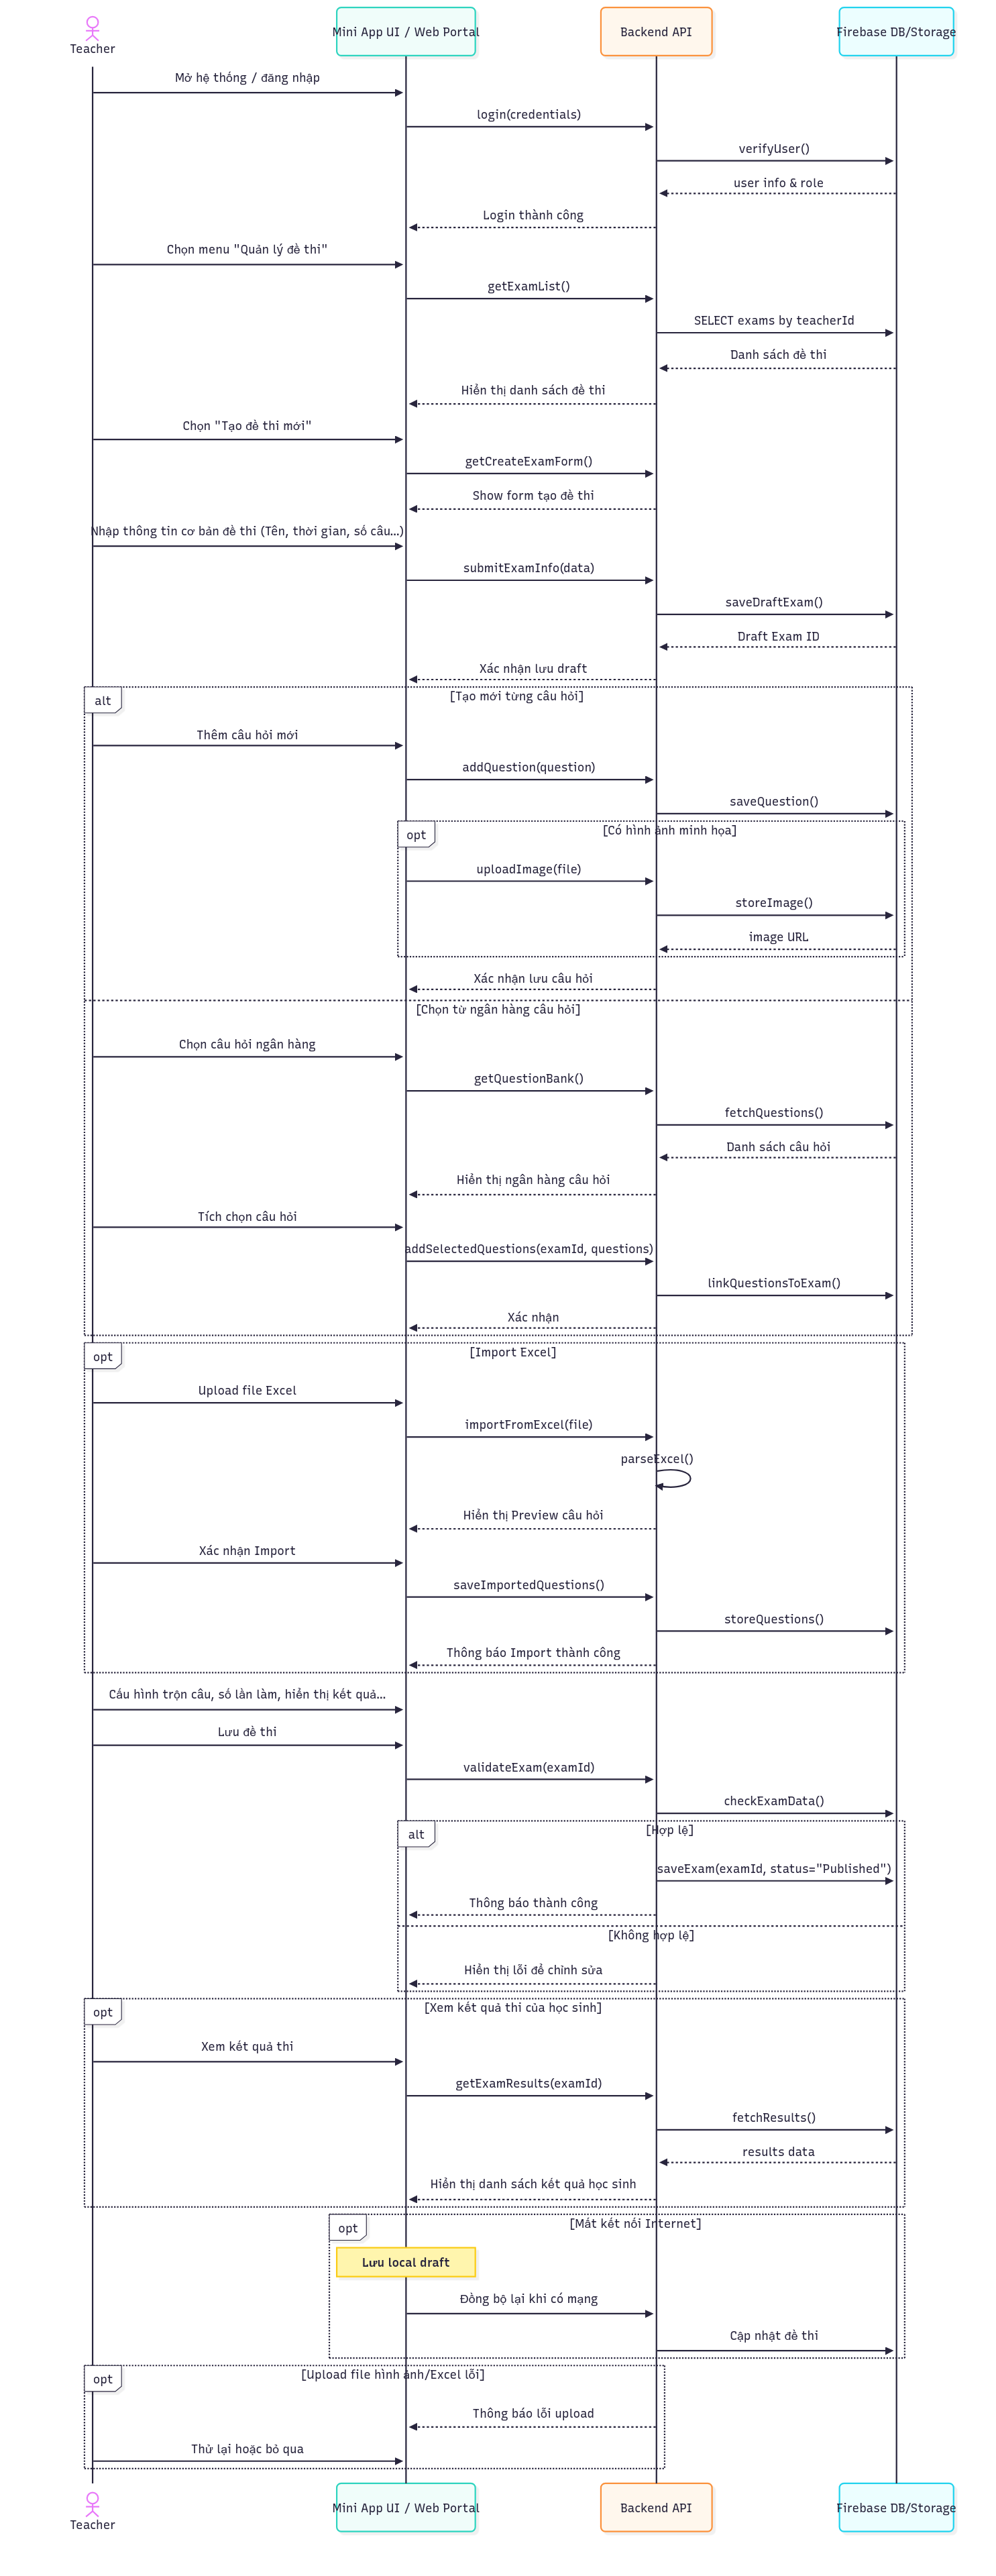 Teacher
Mini App UI / Web Portal
Backend API
Firebase DB/Storage
Mở hệ thống / đăng nhập
login(credentials)
verifyUser()
user info & role
Login thành công
Chọn menu "Quản lý đề thi"
getExamList()
SELECT exams by teacherId
Danh sách đề thi
Hiển thị danh sách đề thi
Chọn "Tạo đề thi mới"
getCreateExamForm()
Show form tạo đề thi
Nhập thông tin cơ bản đề thi (Tên, thời gian, số câu...)
submitExamInfo(data)
saveDraftExam()
Draft Exam ID
Xác nhận lưu draft
alt
[Tạo mới từng câu hỏi]
Thêm câu hỏi mới
addQuestion(question)
saveQuestion()
opt
[Có hình ảnh minh họa]
uploadImage(file)
storeImage()
image URL
Xác nhận lưu câu hỏi
[Chọn từ ngân hàng câu hỏi]
Chọn câu hỏi ngân hàng
getQuestionBank()
fetchQuestions()
Danh sách câu hỏi
Hiển thị ngân hàng câu hỏi
Tích chọn câu hỏi
addSelectedQuestions(examId, questions)
linkQuestionsToExam()
Xác nhận
opt
[Import Excel]
Upload file Excel
importFromExcel(file)
parseExcel()
Hiển thị Preview câu hỏi
Xác nhận Import
saveImportedQuestions()
storeQuestions()
Thông báo Import thành công
Cấu hình trộn câu, số lần làm, hiển thị kết quả...
Lưu đề thi
validateExam(examId)
checkExamData()
alt
[Hợp lệ]
saveExam(examId, status="Published")
Thông báo thành công
[Không hợp lệ]
Hiển thị lỗi để chỉnh sửa
opt
[Xem kết quả thi của học sinh]
Xem kết quả thi
getExamResults(examId)
fetchResults()
results data
Hiển thị danh sách kết quả học sinh
opt
[Mất kết nối Internet]
Lưu local draft
Đồng bộ lại khi có mạng
Cập nhật đề thi
opt
[Upload file hình ảnh/Excel lỗi]
Thông báo lỗi upload
Thử lại hoặc bỏ qua
Teacher
Mini App UI / Web Portal
Backend API
Firebase DB/Storage